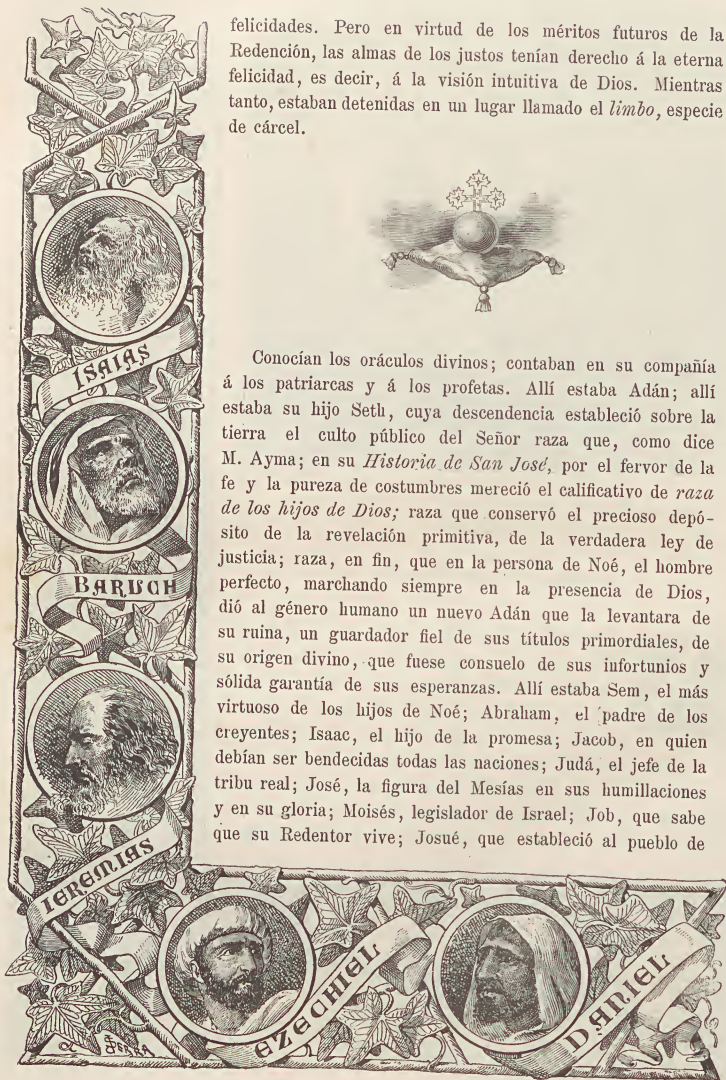 felicidades. Pero en virtud de los méritos futuros de la
Redención, las almas de los justos tenían derecho á la eterna
felicidad, es decir, á la visión intuitiva de Dios. Mientras
tanto, estaban detenidas en un lugar llamado el limbo, especie
de cárcel.
Conocían los oráculos divinos; contaban en su compañía
á los patriarcas y á los profetas. Allí estaba Adán; allí
estaba su hijo Seth, cuya descendencia estableció sobre la
tierra el culto público del Señor raza que, como dice
M. Ayma; en su Historia de San José, por el fervor de la
fe y la pureza de costumbres mereció el calificativo de raza
de los hijos de Dios; raza que conservó el precioso depó-
sito de la revelación primitiva, de la verdadera ley de
justicia; raza, en fin, que en la persona de Noé, el hombre
perfecto, marchando siempre en la presencia de Dios,
dió al género humano un nuevo Adán que la levantara de
su ruina, un guardador fiel de sus títulos primordiales, de
su origen divino, que fuese consuelo de sus infortunios y
sólida garantía de sus esperanzas. Allí estaba Sem, el más
virtuoso de los hijos de Noé; Abraham, el padre de los
creyentes; Isaac, el hijo de la promesa; Jacob, en quien
debían ser bendecidas todas las naciones; Judá, el jefe de la
tribu real; José, la figura del Mesías en sus humillaciones
y en su gloria; Moisés, legislador de Israel; Job, que sabe
que su Redentor vive; Josué, que estableció al pueblo de
ISAIAS
BARUCH
IEREMIAS
EZECHIEL
DANIEL